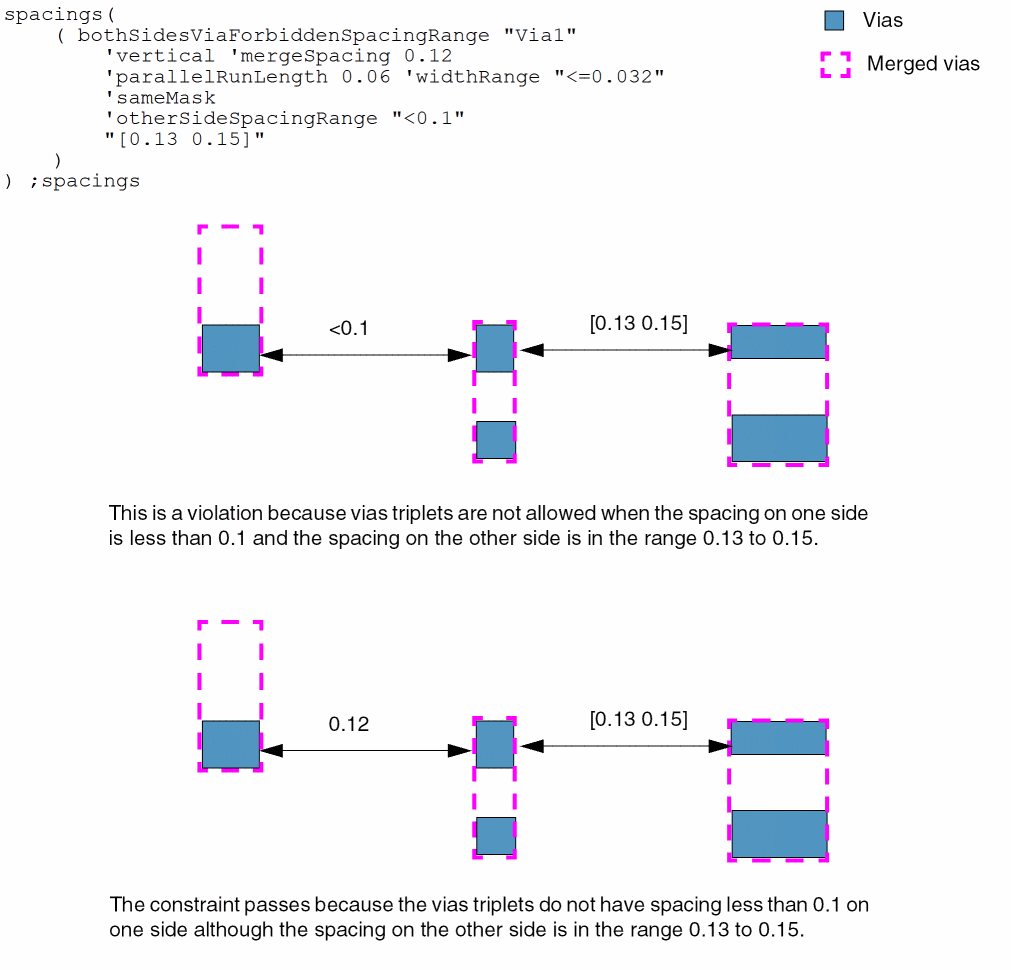 spacings(
( bothSidesViaForbiddenSpacingRange "Via1"
'vertical 'mergeSpacing 0.12
'parallelRunLength 0.06 'widthRange "<=0.032"
'sameMask
'otherSideSpacingRange "<0.1"
"[0.13 0.15]"
)
) ;spacings
Vias
Merged vias
<0.1
[0.13 0.15]
This is a violation because vias triplets are not allowed when the spacing on one side
is less than 0.1 and the spacing on the other side is in the range 0.13 to 0.15.
0.12
[0.13 0.15]
The constraint passes because the vias triplets do not have spacing less than 0.1 on
one side although the spacing on the other side is in the range 0.13 to 0.15.